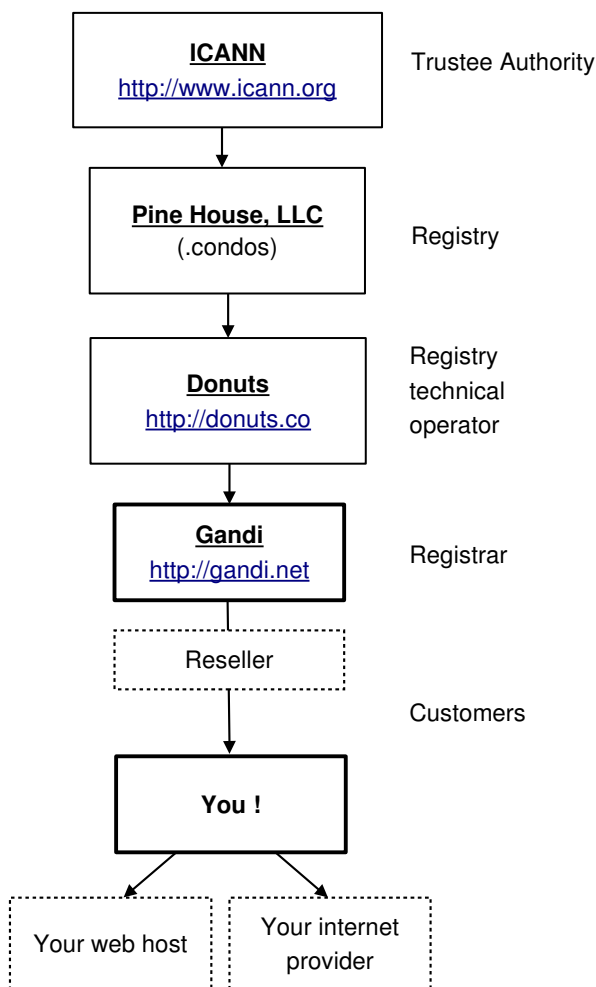 ICANN
http://www.icann.org
Trustee Authority
Pine House, LLC
(.condos)
Registry
Donuts
http://donuts.co
Registry
technical
operator
Gandi
http://gandi.net
Registrar
Reseller
Customers
You !
Your web host
Your internet
provider